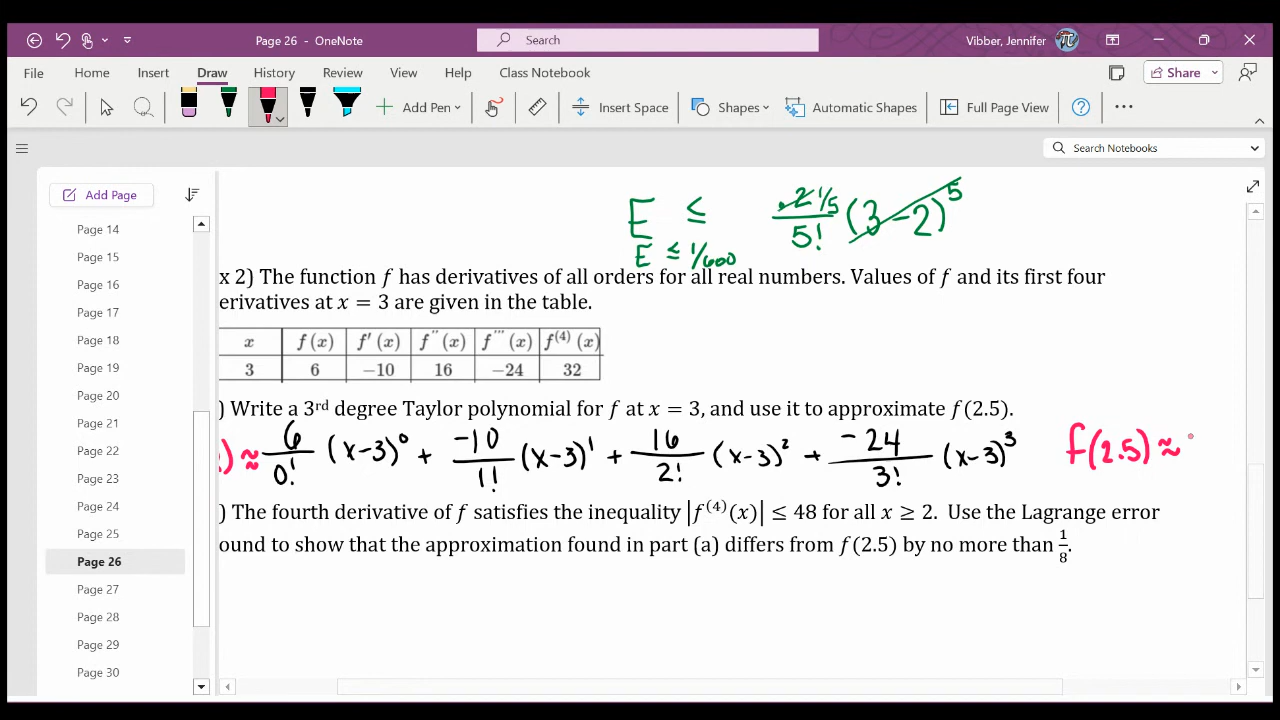 Page 26 - OneNote
Search
Vibber, Jennifer
File Home Insert Draw History Review View Help Class Notebook
Share
Add Pen
Insert Space
Shapes
Automatic Shapes
Full Page View
Search Notebooks
Add Page
Page 14
Page 15
Page 16
Page 17
Page 18
Page 19
Page 20
Page 21
Page 22
Page 23
Page 24
Page 25
Page 26
Page 27
Page 28
Page 29
Page 30
E ≤ .2 1/5 / 5! (3-2)^5
E ≤ 1/600
x 2) The function f has derivatives of all orders for all real numbers. Values of f and its first four
erivatives at x = 3 are given in the table.
x f(x) f'(x) f''(x) f'''(x) f^(4)(x)
3 6 −10 16 −24 32
) Write a 3rd degree Taylor polynomial for f at x = 3, and use it to approximate f(2.5).
) ≈ 6/0! (x-3)^0 + -10/1! (x-3)^1 + 16/2! (x-3)^2 + -24/3! (x-3)^3 f(2.5) ≈
) The fourth derivative of f satisfies the inequality |f^(4)(x)| ≤ 48 for all x ≥ 2. Use the Lagrange error
ound to show that the approximation found in part (a) differs from f(2.5) by no more than 1/8.